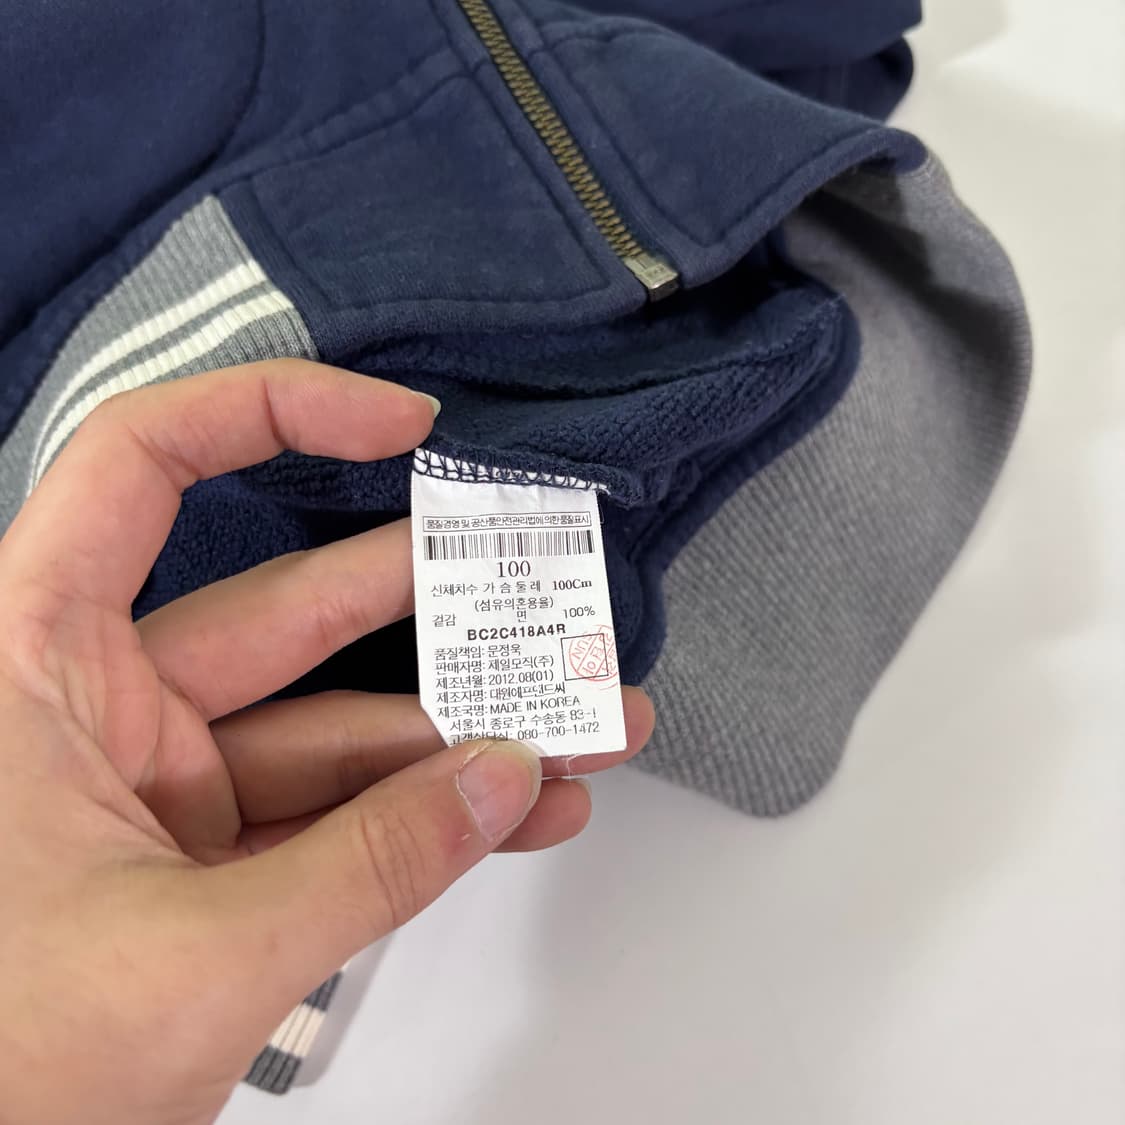 품질경영 및 공산품안전관리법에 의한 품질표시
100
신체치수 가 슴 둘 레 100Cm
(섬유의혼용율)
겉감 면 100%
BC2C418A4R
품질책임: 문정욱
판매자명: 제일모직(주)
제조년월: 2012.08(01)
제조자명: 대원에프앤드씨
제조국명: MADE IN KOREA
서울시 종로구 수송동 83-1
고객상담실: 080-700-1472